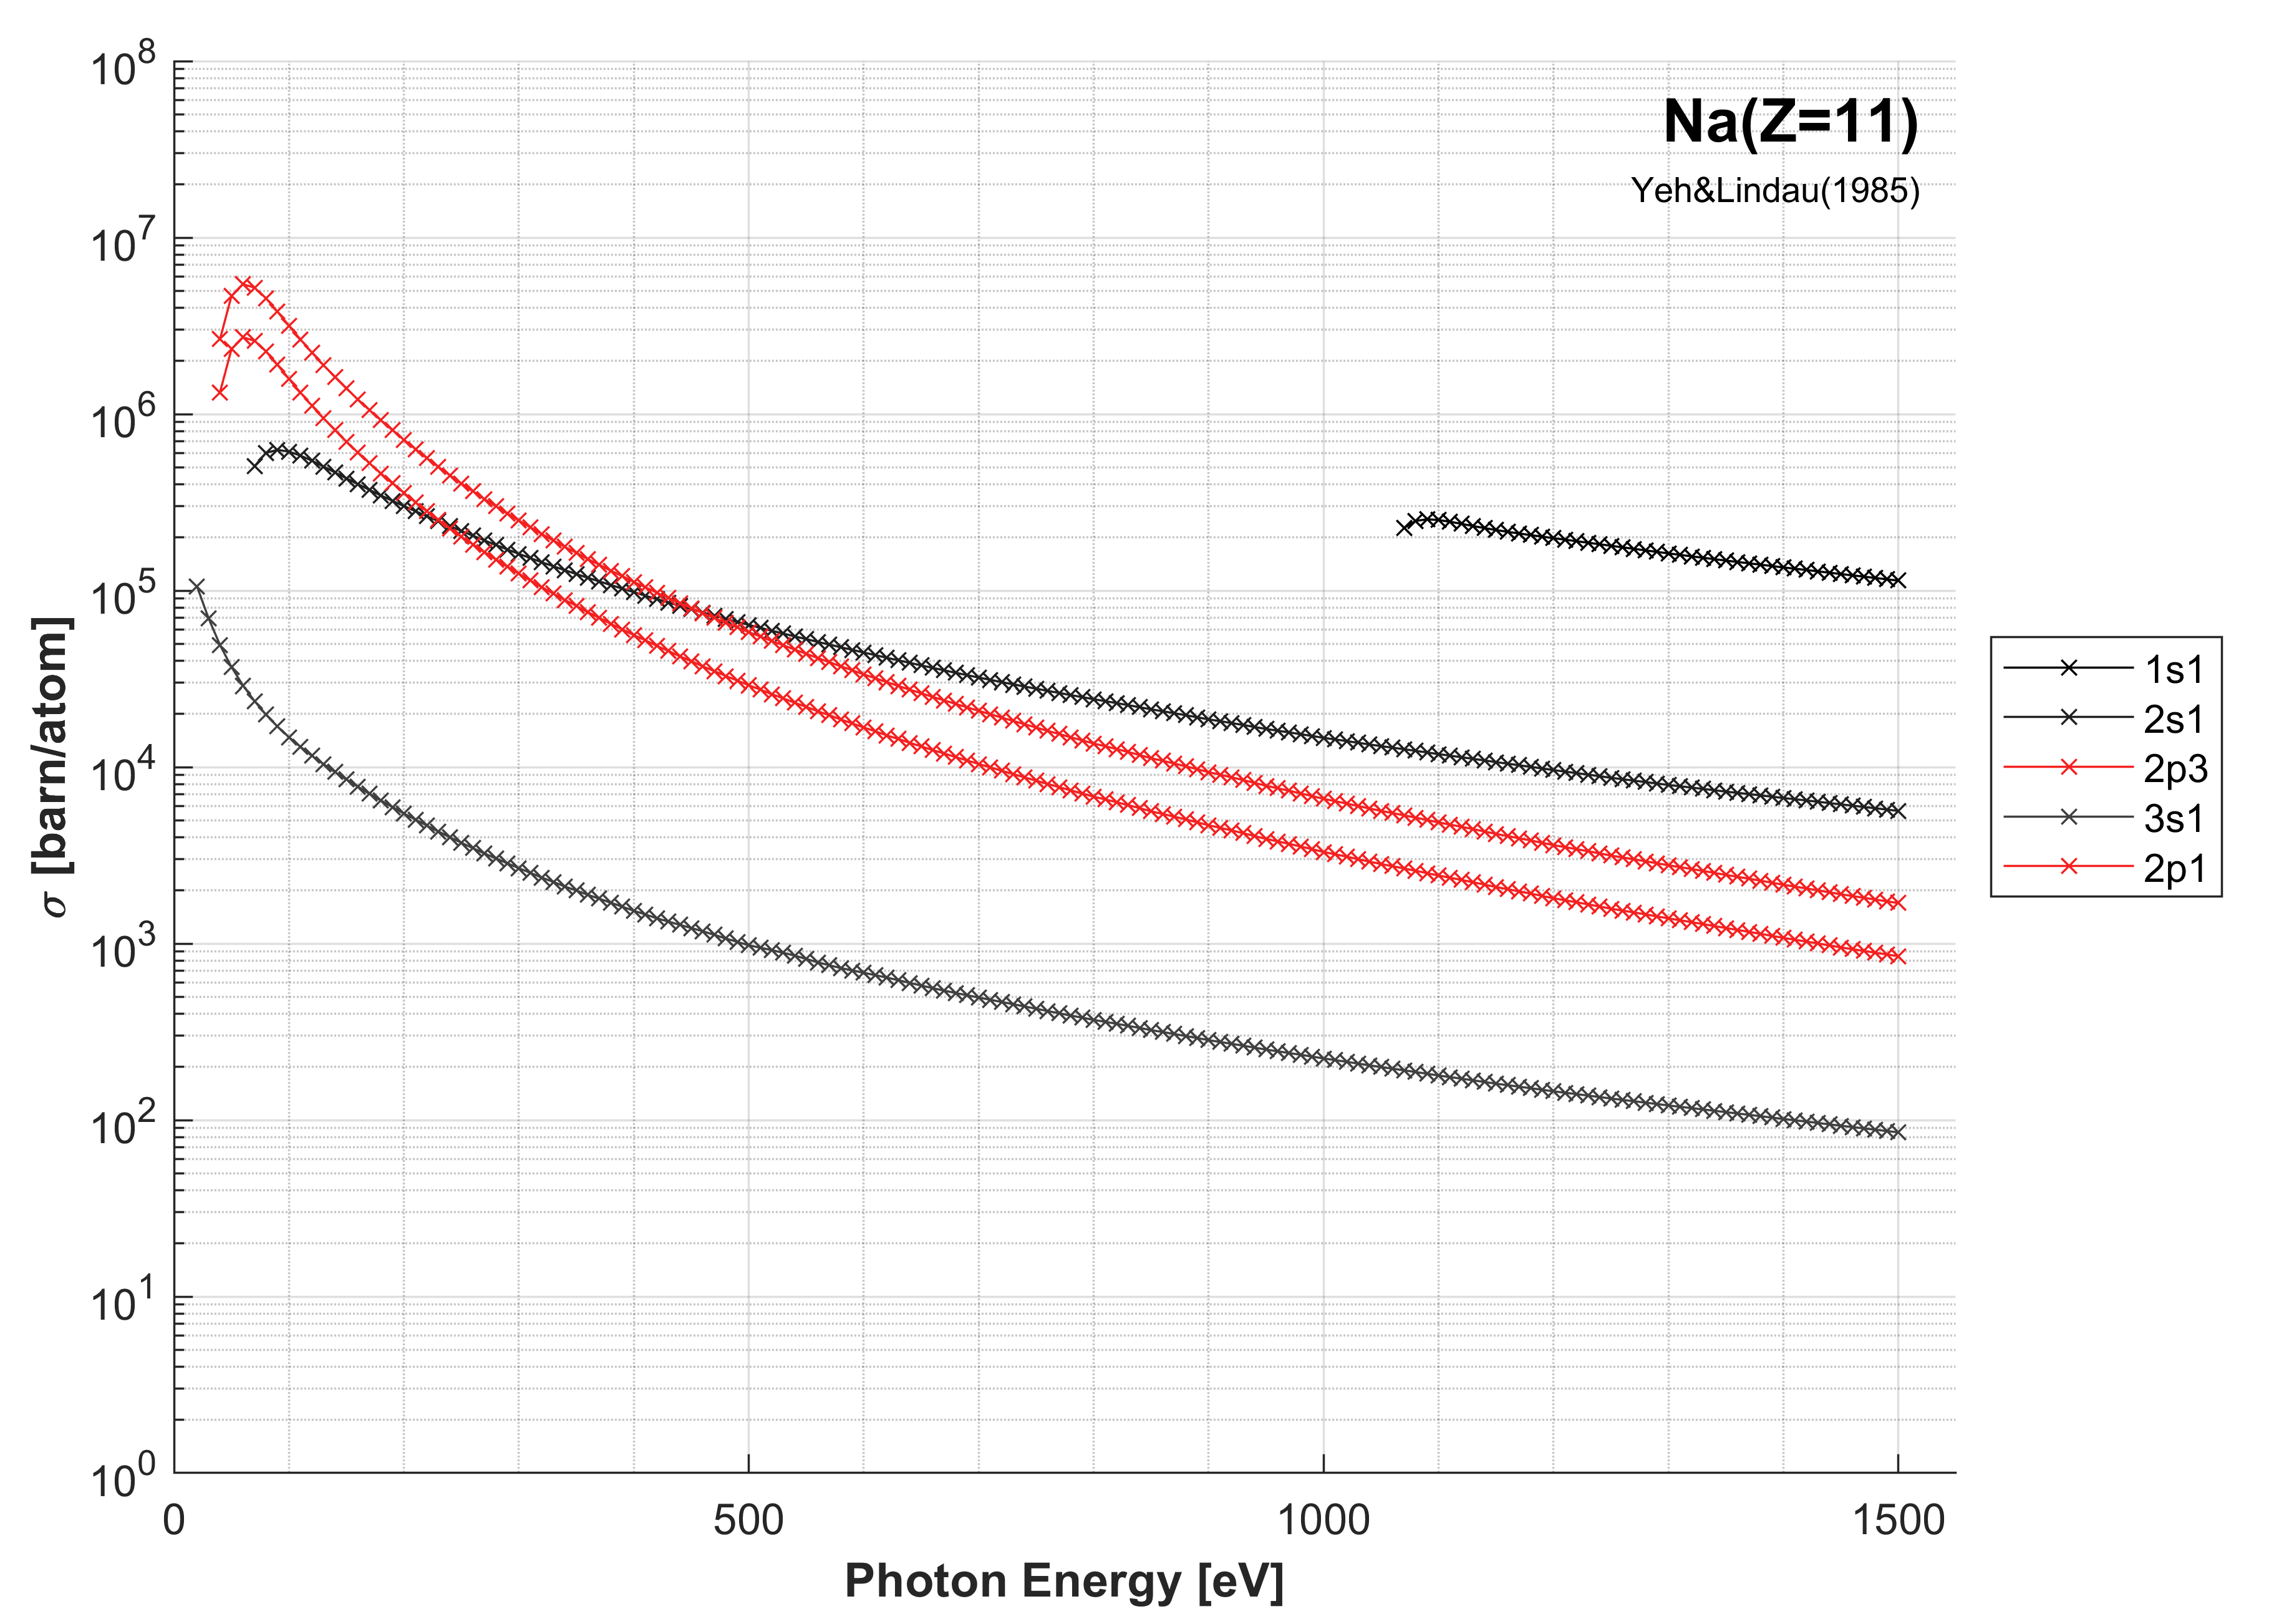 Na(Z=11)
Yeh&Lindau(1985)
σ [barn/atom]
10^8
10^7
10^6
10^5
10^4
10^3
10^2
10^1
10^0
0 500 1000 1500
Photon Energy [eV]
1s1
2s1
2p3
3s1
2p1